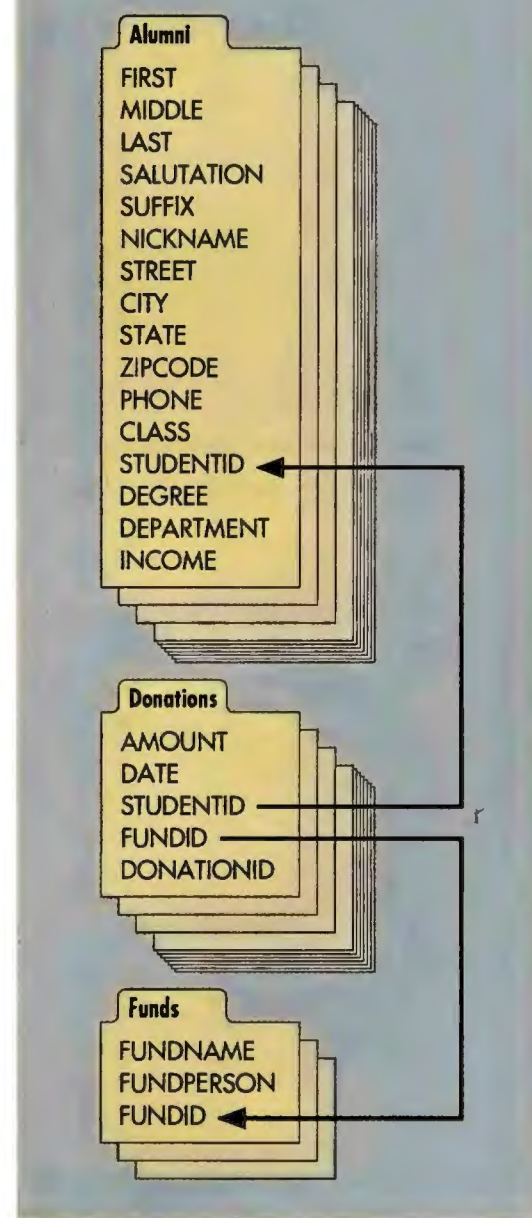 Alumni
FIRST
MIDDLE
LAST
SALUTATION
SUFFIX
NICKNAME
STREET
CITY
STATE
ZIPCODE
PHONE
CLASS
STUDENTID
DEGREE
DEPARTMENT
INCOME
Donations
AMOUNT
DATE
STUDENTID
FUNDID
DONATIONID
r
Funds
FUNDNAME
FUNDPERSON
FUNDID